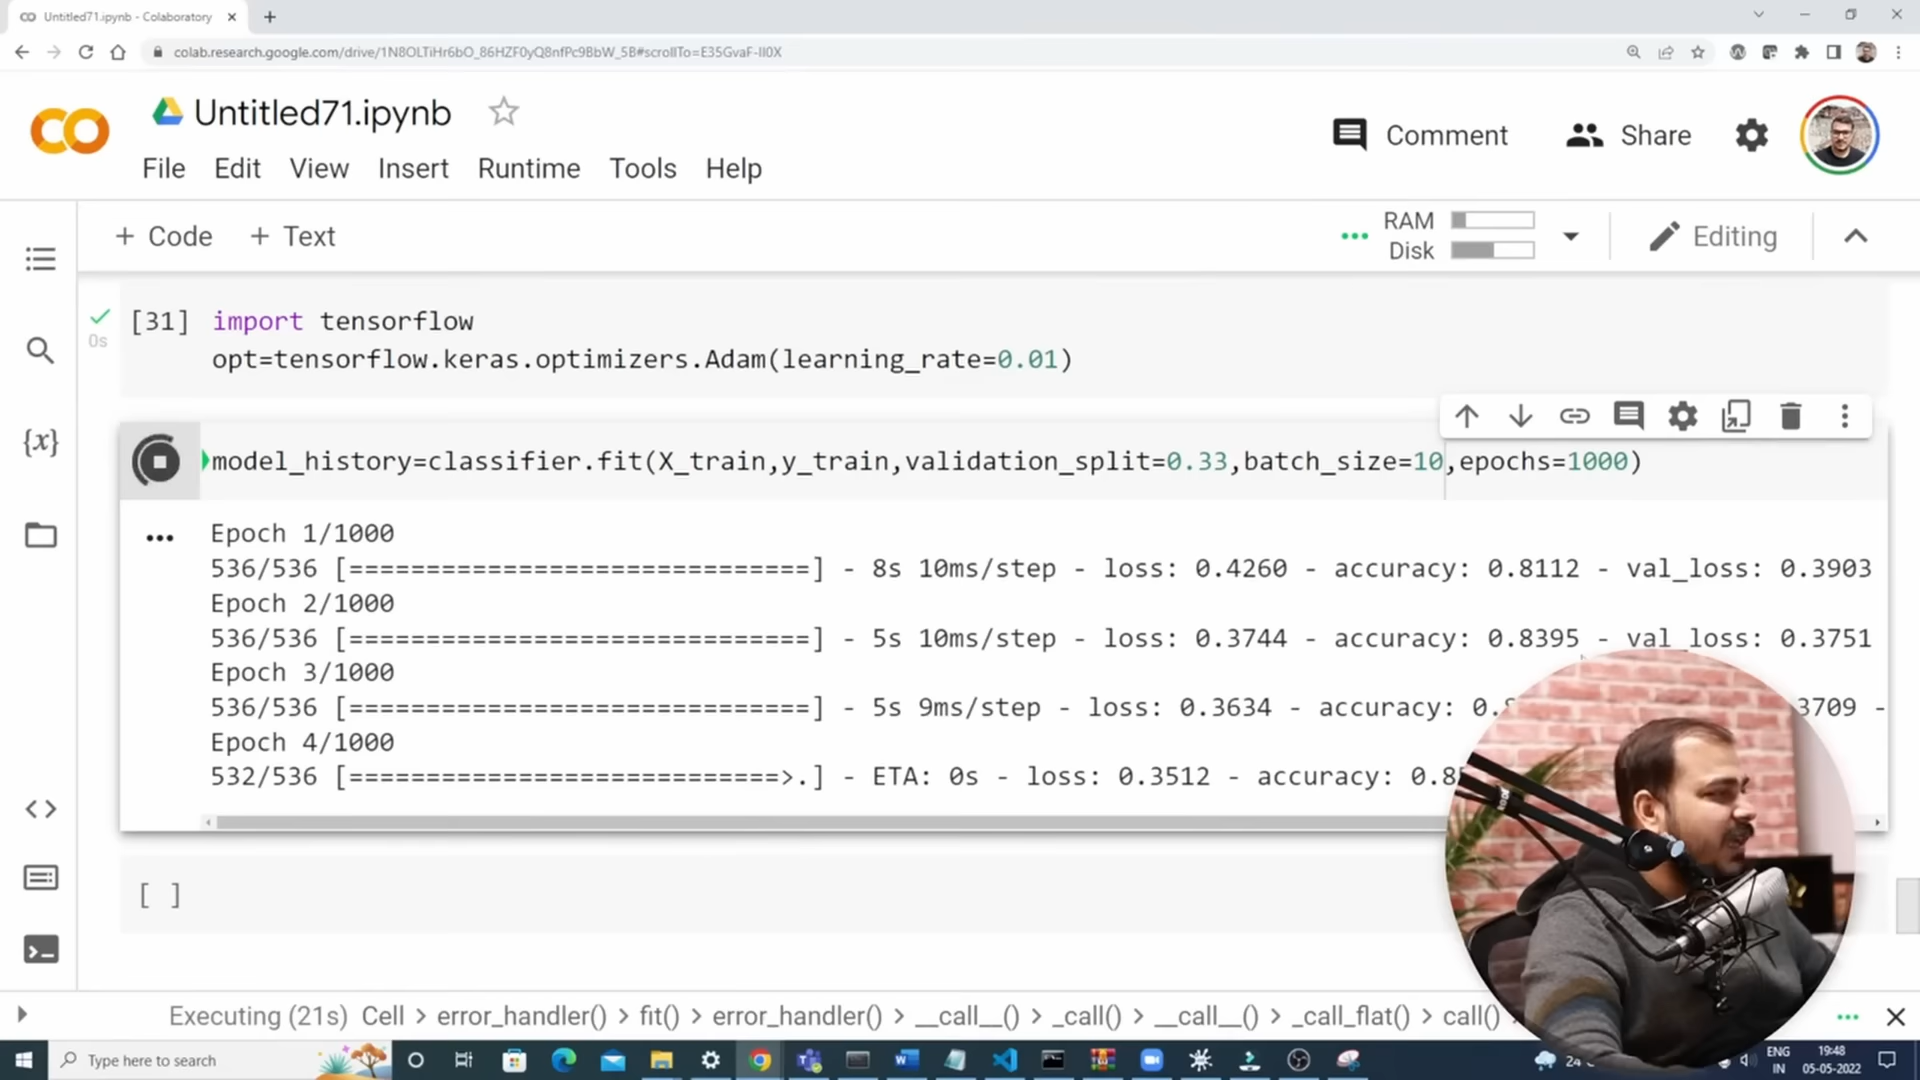 Untitled71.ipynb - Colaboratory
colab.research.google.com/drive/1N8OLTiHr6bO_86HZF0yQ8nfPc9BbW_5B#scrollTo=E35GvaF-Il0X
Untitled71.ipynb
Comment
Share
File Edit View Insert Runtime Tools Help
+ Code + Text
RAM
Disk
Editing
[31] import tensorflow
0s
opt=tensorflow.keras.optimizers.Adam(learning_rate=0.01)
model_history=classifier.fit(X_train,y_train,validation_split=0.33,batch_size=10,epochs=1000)
Epoch 1/1000
536/536 [==============================] - 8s 10ms/step - loss: 0.4260 - accuracy: 0.8112 - val_loss: 0.3903
Epoch 2/1000
536/536 [==============================] - 5s 10ms/step - loss: 0.3744 - accuracy: 0.8395 - val_loss: 0.3751
Epoch 3/1000
536/536 [==============================] - 5s 9ms/step - loss: 0.3634 - accuracy: 0. 3709 -
Epoch 4/1000
532/536 [============================>.] - ETA: 0s - loss: 0.3512 - accuracy: 0.8
[ ]
Executing (21s) Cell > error_handler() > fit() > error_handler() > __call__() > _call() > __call__() > _call_flat() > call()
Type here to search
24
ENG
IN
19:48
05-05-2022